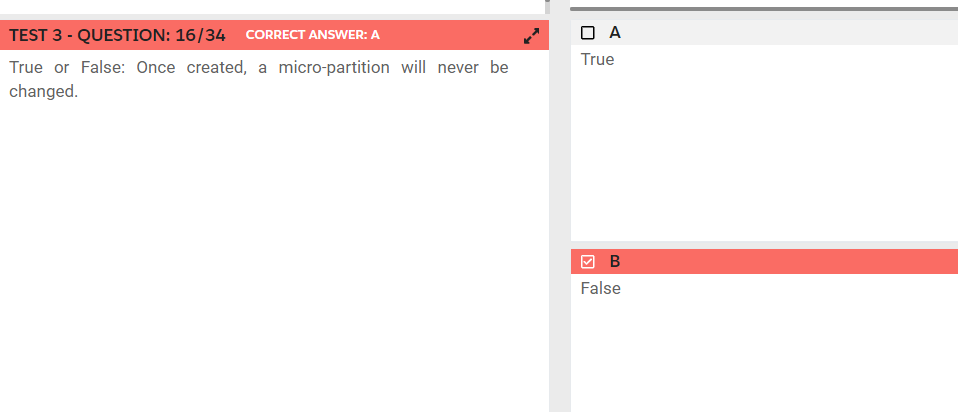 TEST 3 - QUESTION: 16/34 CORRECT ANSWER: A
True or False: Once created, a micro-partition will never be
changed.
A
True
B
False